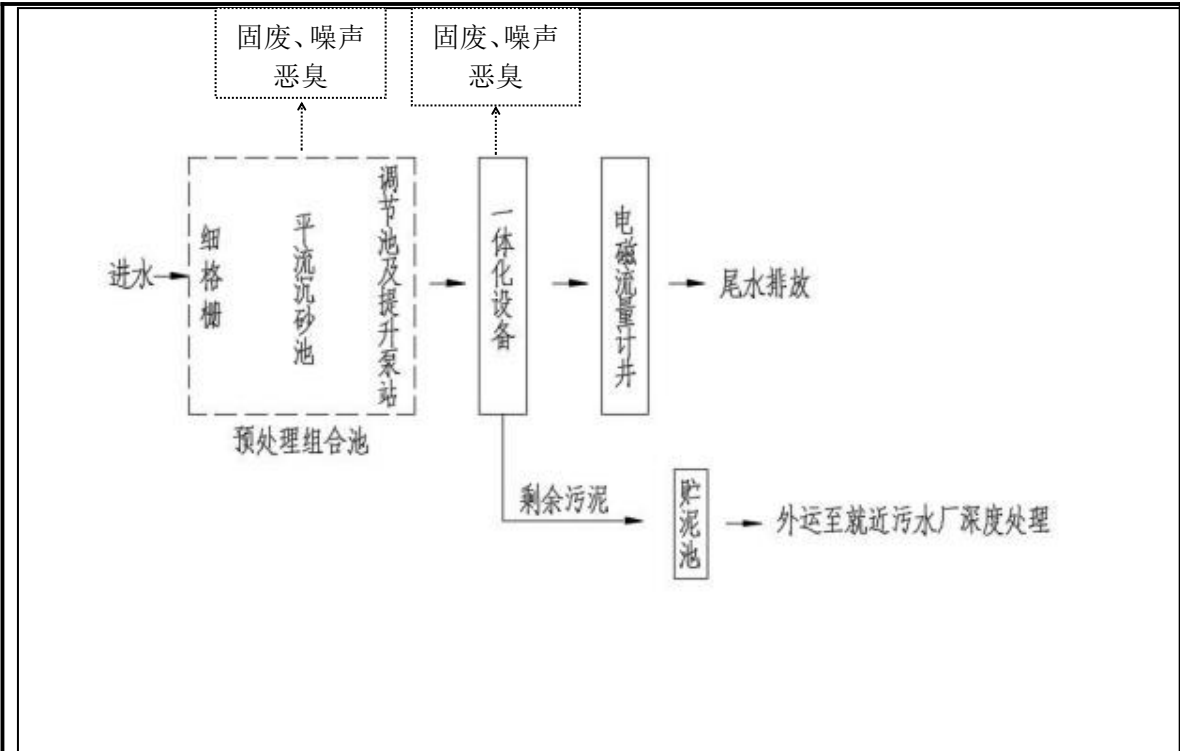 固废、噪声
恶臭
固废、噪声
恶臭
进水
细格栅
平流沉砂池
调节池及提升泵站
一体化设备
电磁流量计井
尾水排放
预处理组合池
剩余污泥
贮泥池
外运至就近污水厂深度处理